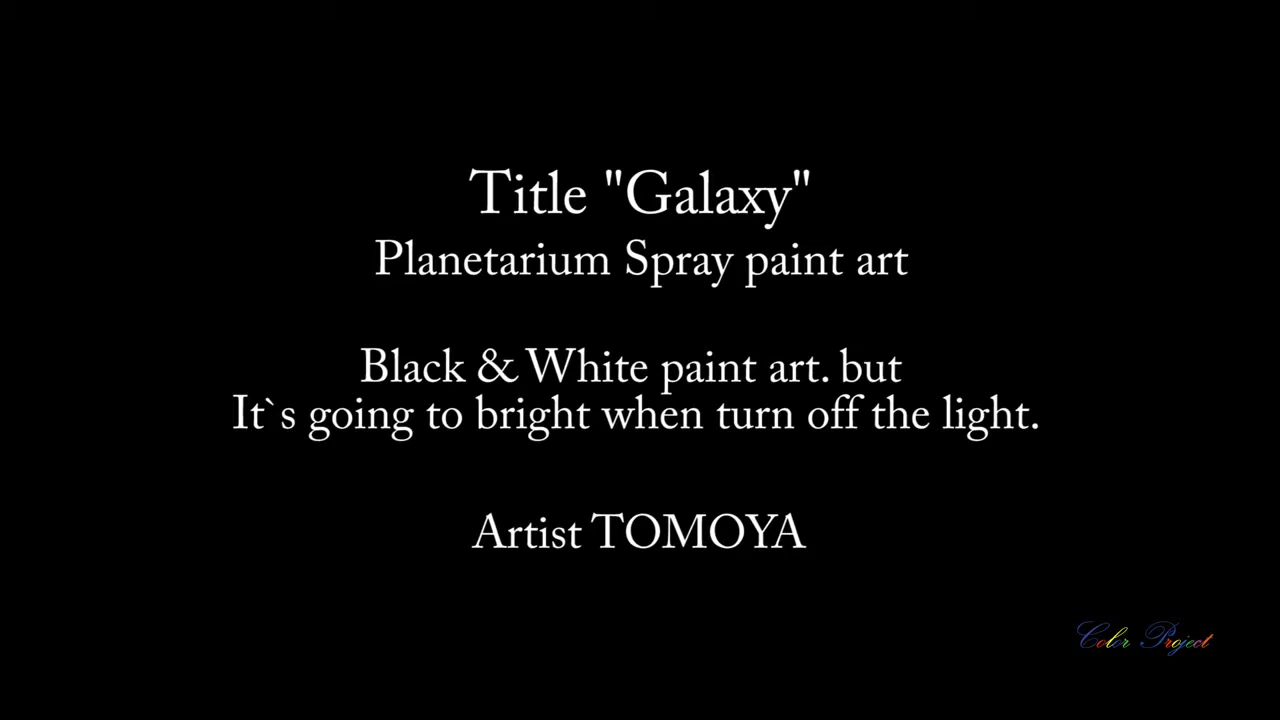 Title "Galaxy"
Planetarium Spray paint art
Black & White paint art. but
It`s going to bright when turn off the light.
Artist TOMOYA
Color Project